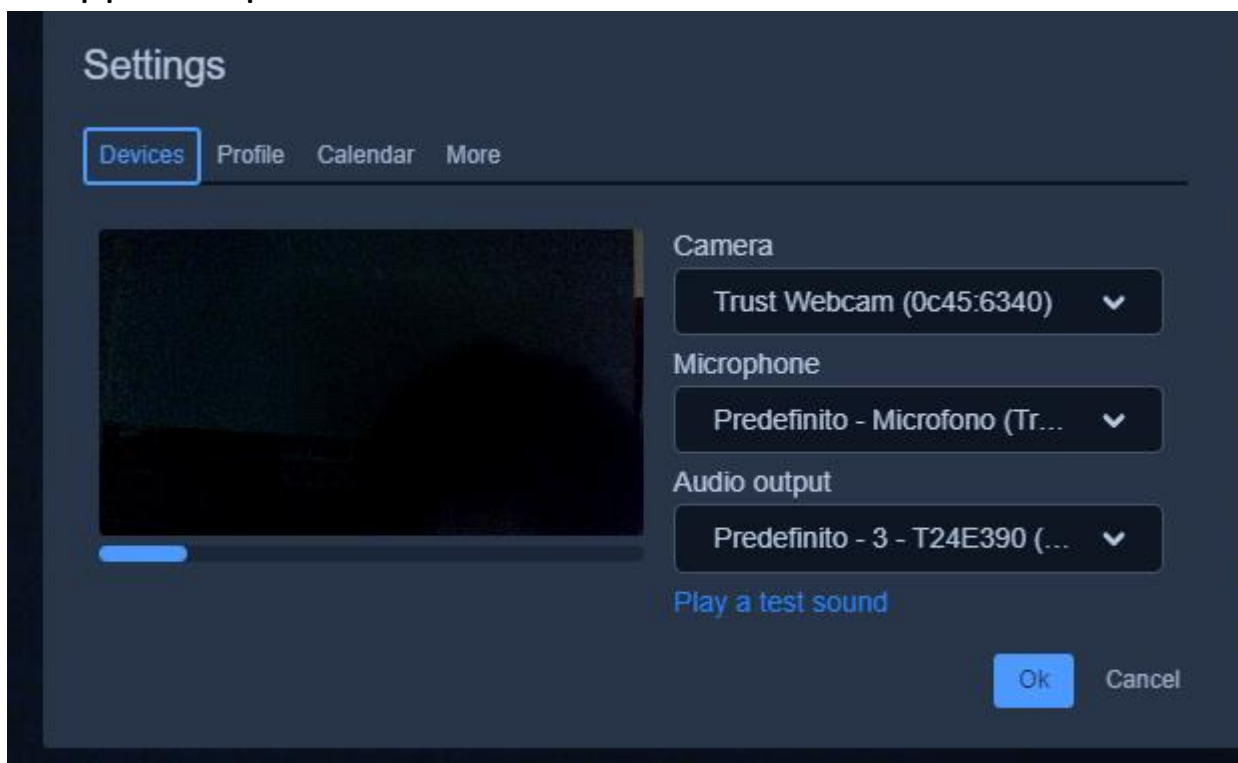 Settings
Devices Profile Calendar More
Camera
Trust Webcam (0c45:6340)
Microphone
Predefinito - Microfono (Tr...
Audio output
Predefinito - 3 - T24E390 (...
Play a test sound
Ok Cancel